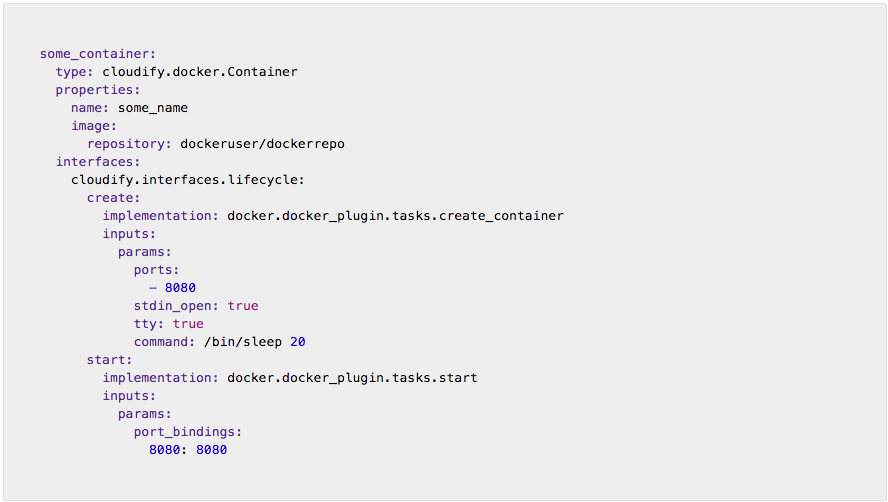 some_container:
  type: cloudify.docker.Container
  properties:
    name: some_name
    image:
      repository: dockeruser/dockerrepo
  interfaces:
    cloudify.interfaces.lifecycle:
      create:
        implementation: docker.docker_plugin.tasks.create_container
        inputs:
          params:
            ports:
              – 8080
            stdin_open: true
            tty: true
            command: /bin/sleep 20
      start:
        implementation: docker.docker_plugin.tasks.start
        inputs:
          params:
            port_bindings:
              8080: 8080